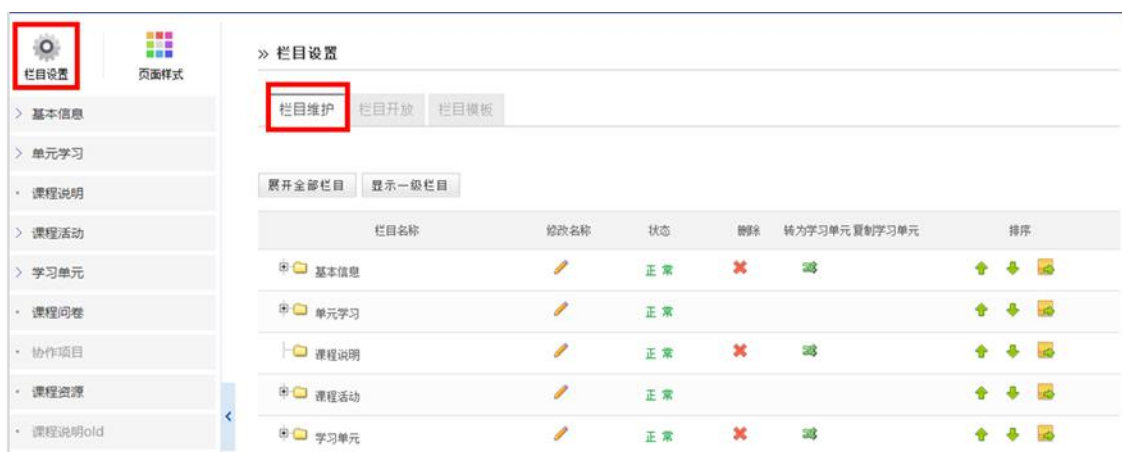 栏目设置 页面样式
» 栏目设置
栏目维护 栏目开放 栏目模板
> 基本信息
> 单元学习
· 课程说明
> 课程活动
> 学习单元
· 课程问卷
· 协作项目
· 课程资源
· 课程说明old
展开全部栏目 显示一级栏目
栏目名称 修改名称 状态 删除 转为学习单元 复制学习单元 排序
基本信息 正常
单元学习 正常
课程说明 正常
课程活动 正常
学习单元 正常